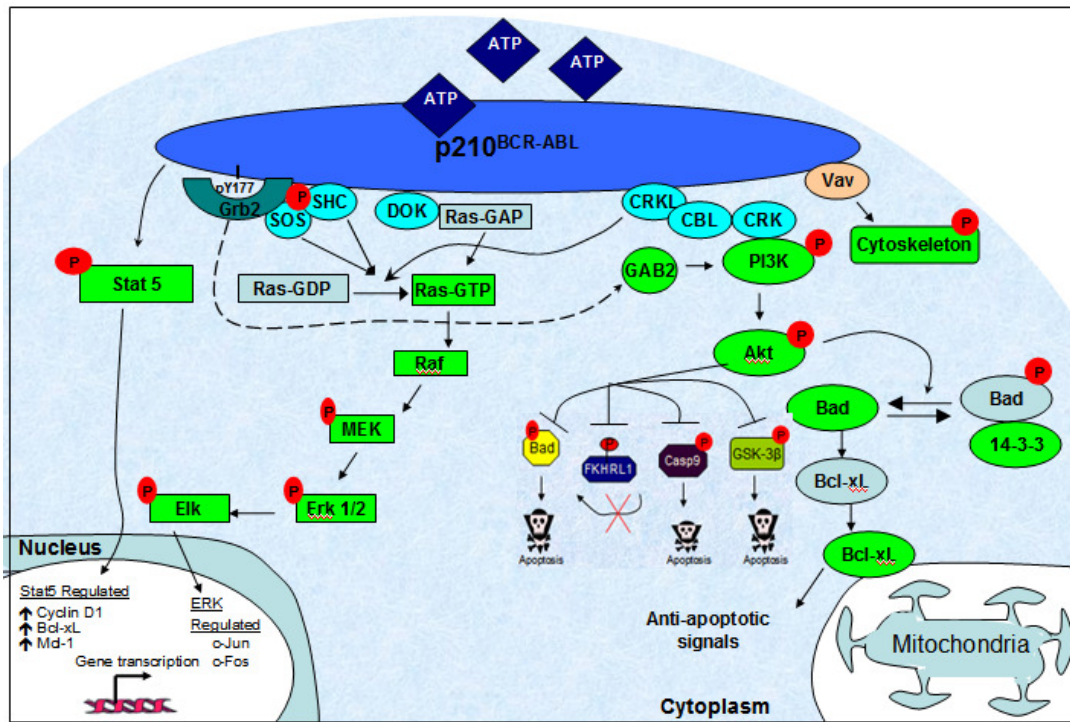 ATP
ATP
ATP
p210BCR-ABL
pY177
Grb2
P
SOS
SHC
DOK
Ras-GAP
CRKL
CBL
CRK
Vav
P
Cytoskeleton
P
Stat 5
Ras-GDP
Ras-GTP
GAB2
PI3K
P
Raf
Akt
P
P
MEK
Bad
P
Bad
14-3-3
P
Bad
P
FKHRL1
P
Casp9
P
GSK-3β
Bcl-xL
P
Elk
P
Erk 1/2
Apoptosis
Apoptosis
Apoptosis
Bcl-xL
Nucleus
Stat5 Regulated
Cyclin D1
Bcl-xL
Mcl-1
ERK
Regulated
c-Jun
c-Fos
Gene transcription
Anti-apoptotic
signals
Mitochondria
Cytoplasm